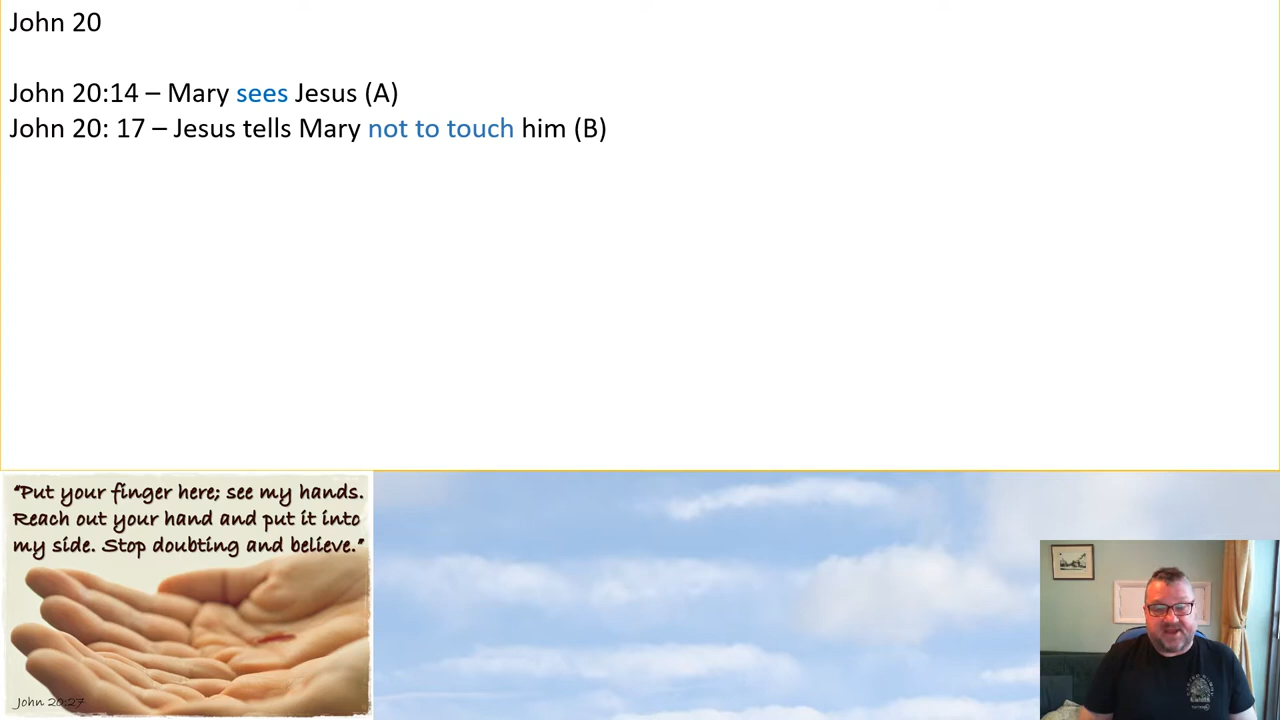 John 20
John 20:14 – Mary sees Jesus (A)
John 20: 17 – Jesus tells Mary not to touch him (B)
“Put your finger here; see my hands.
Reach out your hand and put it into
my side. Stop doubting and believe.”
John 20:27